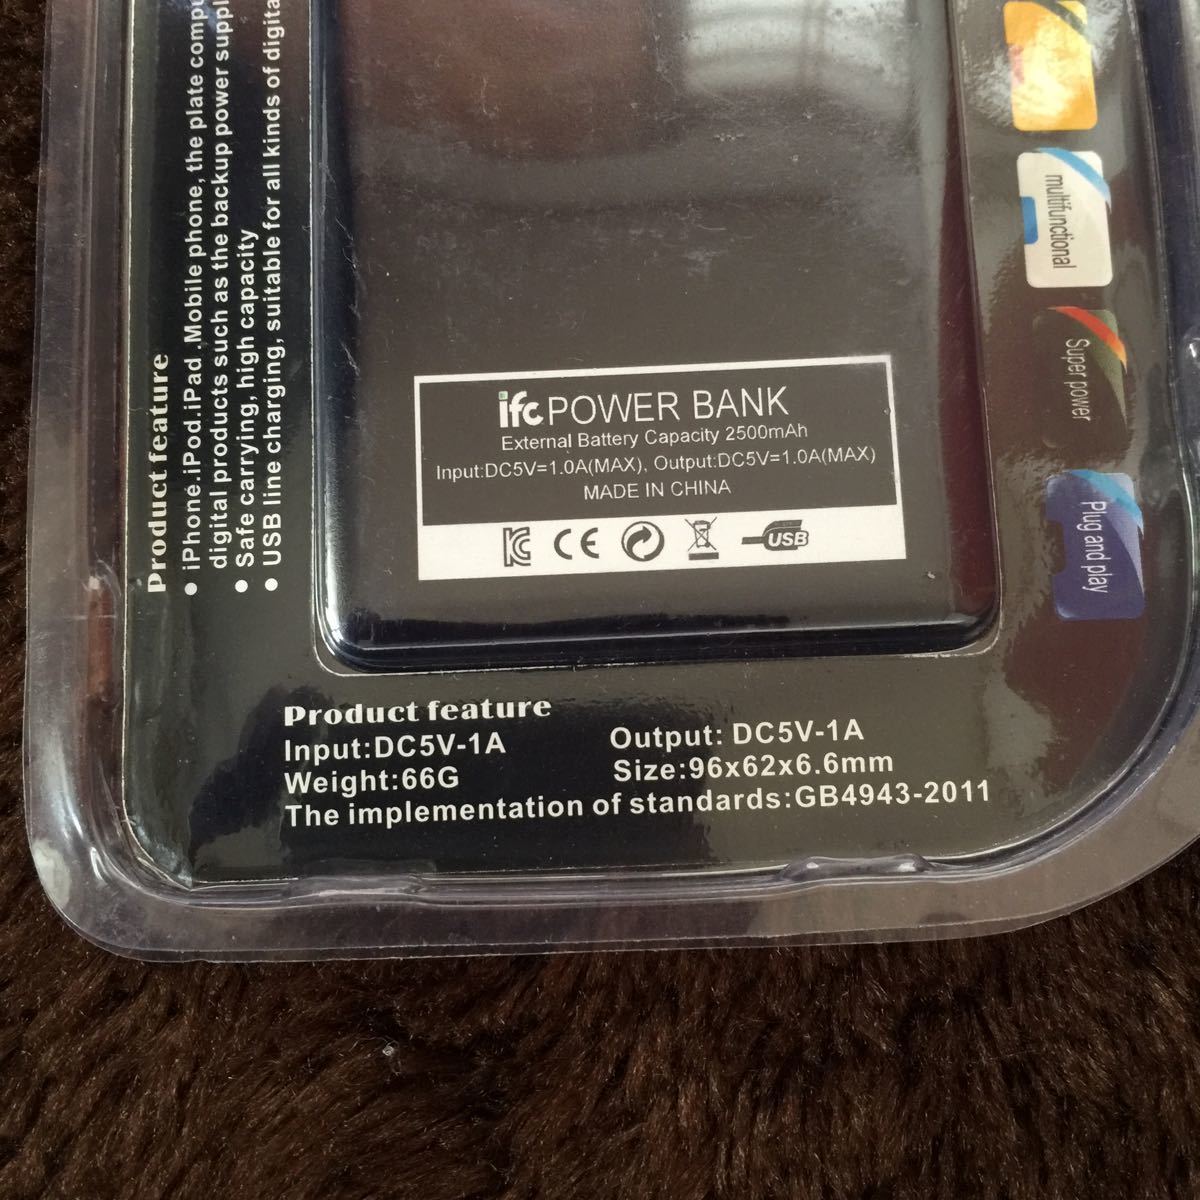 Product feature
• iPhone.iPod.iPad .Mobile phone, the plate
digital products such as the backup power
• Safe carrying, high capacity
• USB line charging, suitable for all kinds of
multifunctional
Super power
Plug and play
ifc POWER BANK
External Battery Capacity 2500mAh
Input:DC5V=1.0A(MAX), Output:DC5V=1.0A(MAX)
MADE IN CHINA
CE
USB
Product feature
Input:DC5V-1A Output: DC5V-1A
Weight:66G Size:96x62x6.6mm
The implementation of standards:GB4943-2011